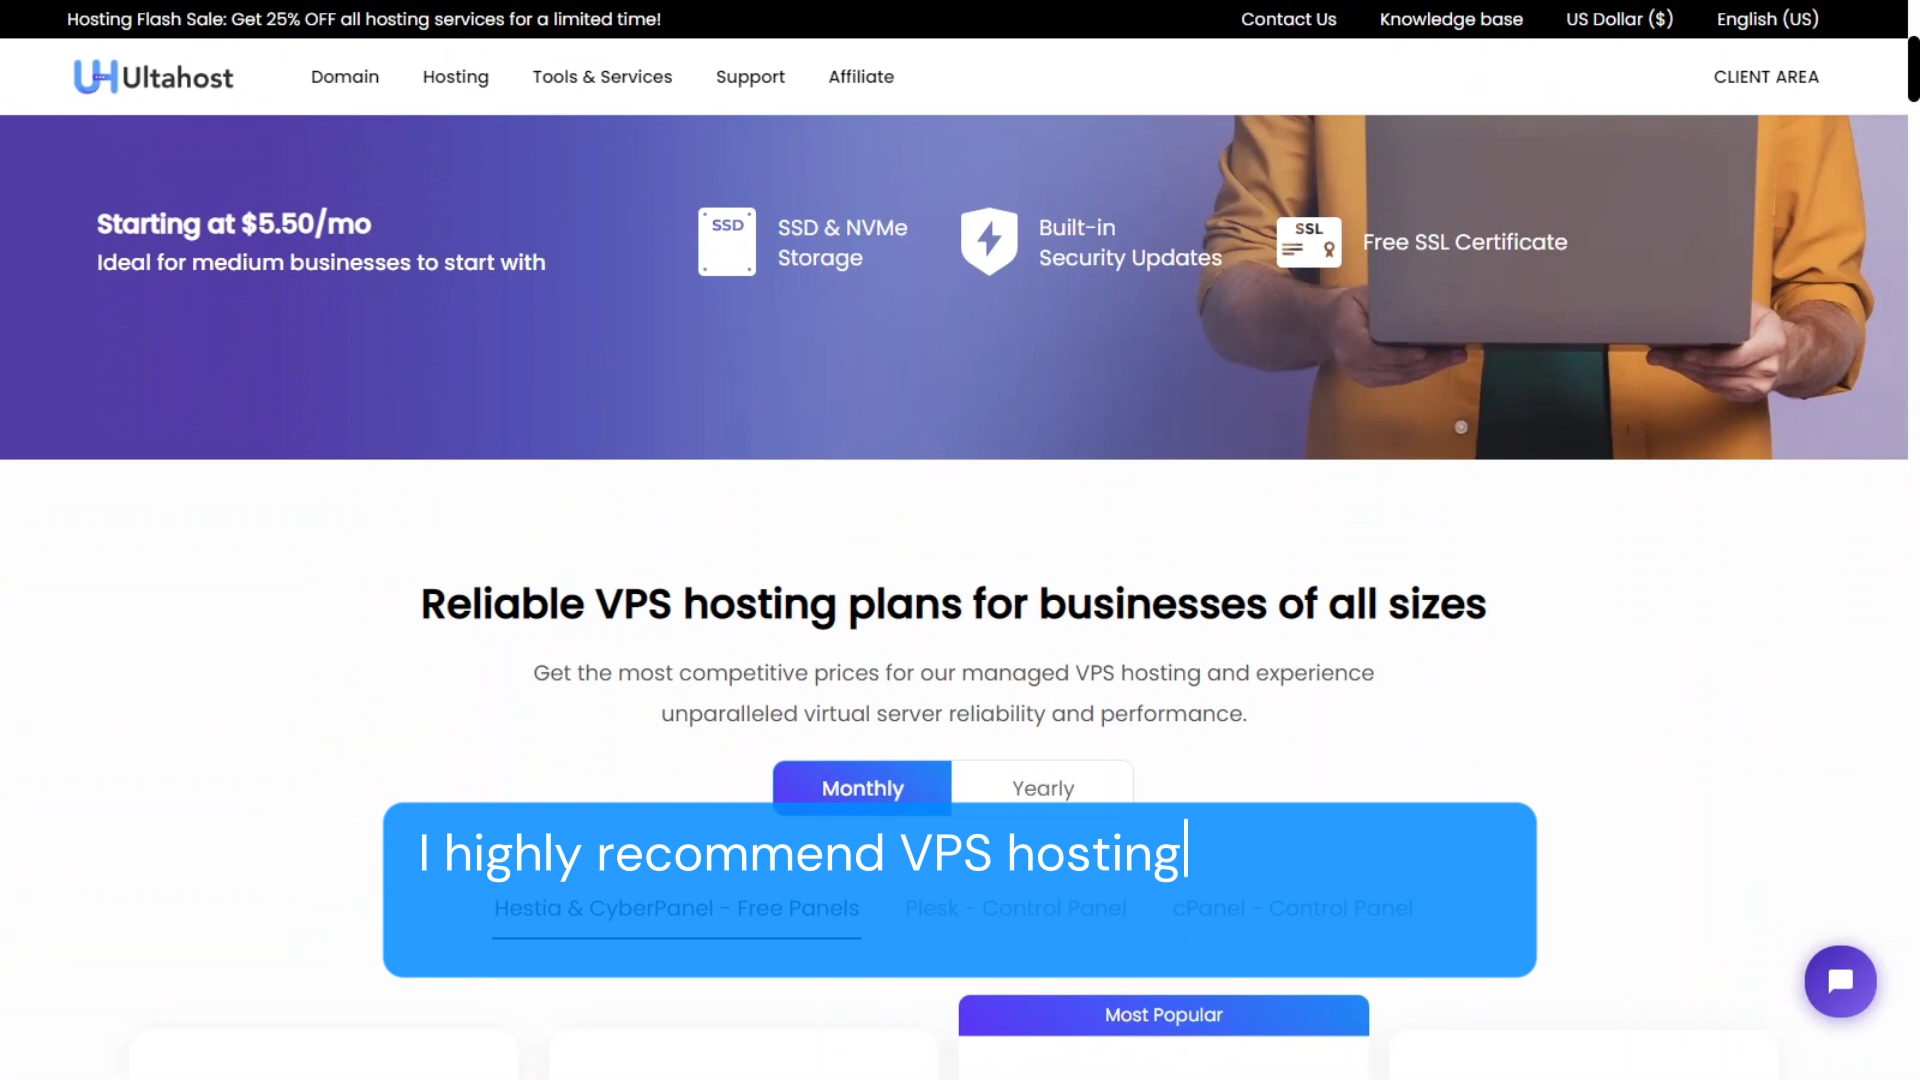 Hosting Flash Sale: Get 25% OFF all hosting services for a limited time!
Contact Us
Knowledge base
US Dollar ($)
English (US)
UH Ultahost
Domain
Hosting
Tools & Services
Support
Affiliate
CLIENT AREA
Starting at $5.50/mo
Ideal for medium businesses to start with
SSD
SSD & NVMe
Storage
Built-in
Security Updates
SSL
Free SSL Certificate
Reliable VPS hosting plans for businesses of all sizes
Get the most competitive prices for our managed VPS hosting and experience
unparalleled virtual server reliability and performance.
Monthly
Yearly
I highly recommend VPS hosting
Hestia & CyberPanel - Free Panels
Plesk - Control Panel
cPanel - Control Panel
Most Popular